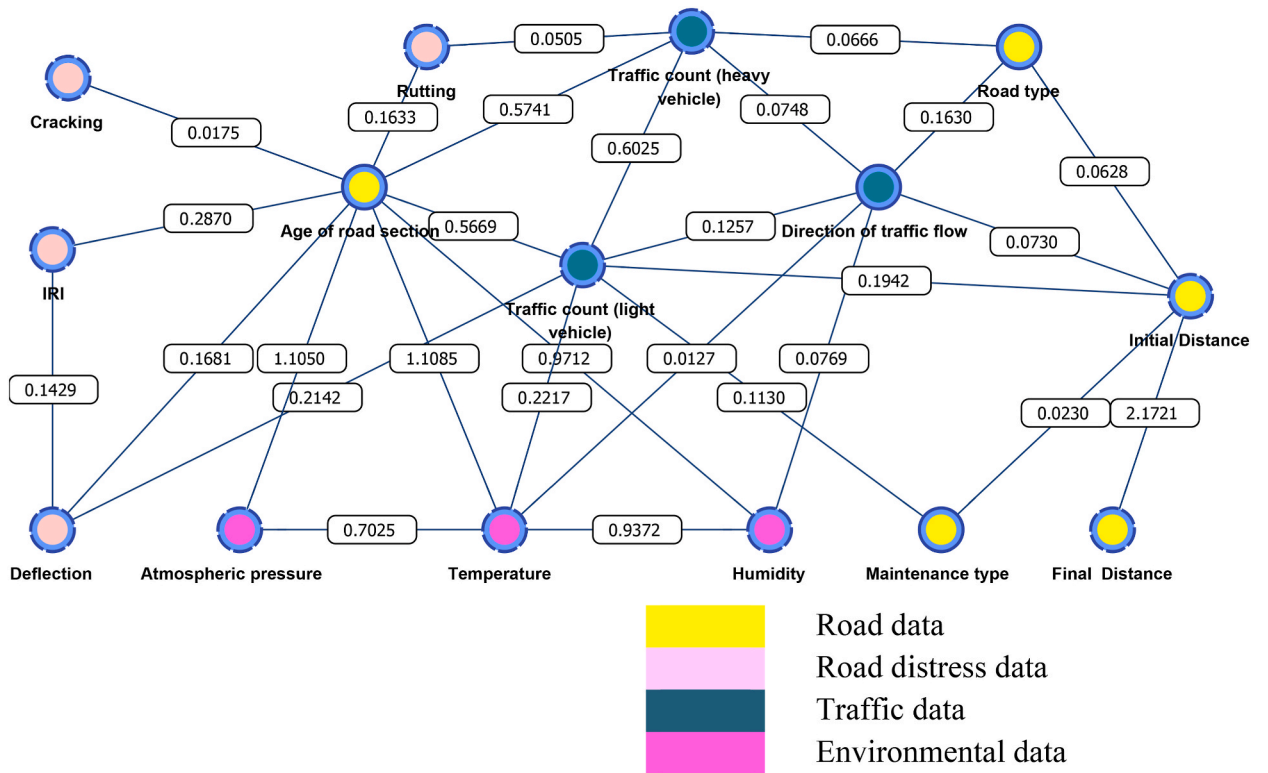 0.0505
0.0666
Rutting
Traffic count (heavy
vehicle)
Road type
Cracking
0.0175
0.1633
0.5741
0.0748
0.1630
0.6025
0.0628
0.2870
Age of road section
0.5669
0.1257
Direction of traffic flow
0.0730
IRI
0.1942
Traffic count (light
vehicle)
Initial Distance
0.1681
1.1050
1.1085
0.9712
0.0127
0.0769
0.1429
0.2142
0.2217
0.1130
0.0230
2.1721
0.7025
0.9372
Deflection
Atmospheric pressure
Temperature
Humidity
Maintenance type
Final Distance
Road data
Road distress data
Traffic data
Environmental data